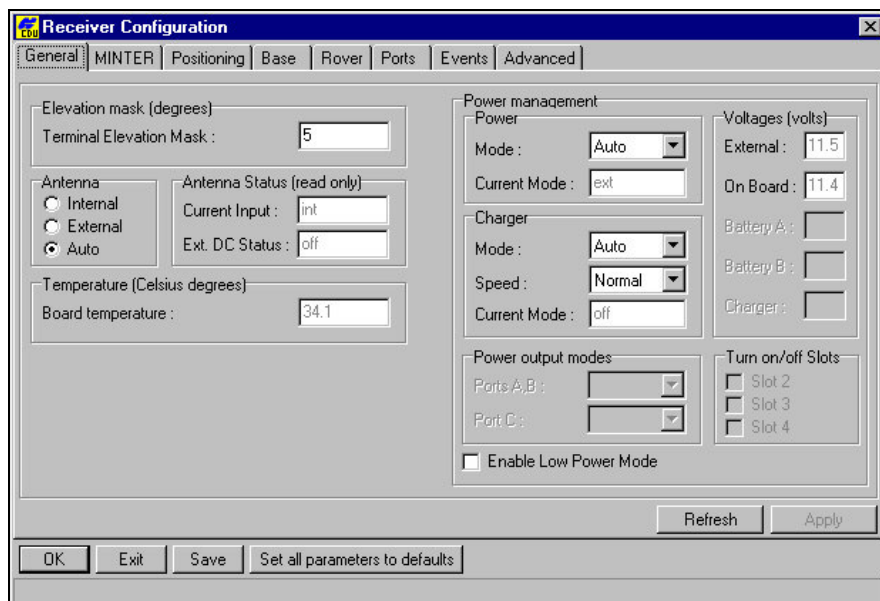 CDU
Receiver Configuration
General MINTER Positioning Base Rover Ports Events Advanced
Elevation mask (degrees)
Terminal Elevation Mask : 5
Antenna
Internal
External
Auto
Antenna Status (read only)
Current Input : int
Ext. DC Status : off
Temperature (Celsius degrees)
Board temperature : 34.1
Power management
Power
Mode : Auto
Current Mode : ext
Charger
Mode : Auto
Speed : Normal
Current Mode : off
Voltages (volts)
External : 11.5
On Board : 11.4
Battery A :
Battery B :
Charger :
Power output modes
Ports A,B :
Port C :
Turn on/off Slots
Slot 2
Slot 3
Slot 4
Enable Low Power Mode
Refresh Apply
OK Exit Save Set all parameters to defaults